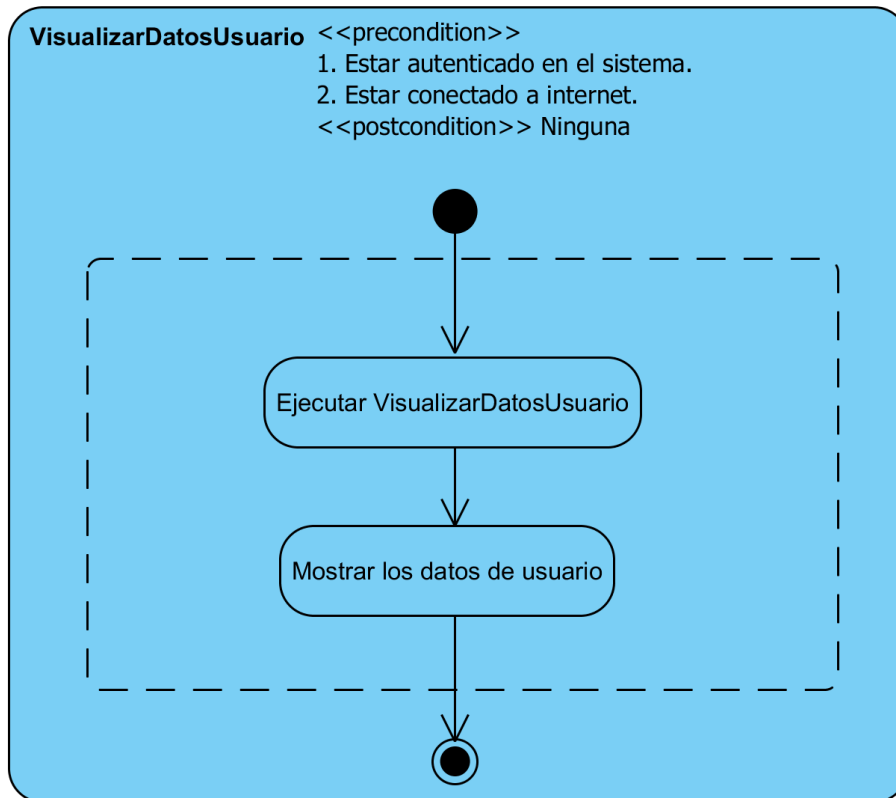 VisualizarDatosUsuario
<<precondition>>
1. Estar autenticado en el sistema.
2. Estar conectado a internet.
<<postcondition>> Ninguna
Ejecutar VisualizarDatosUsuario
Mostrar los datos de usuario